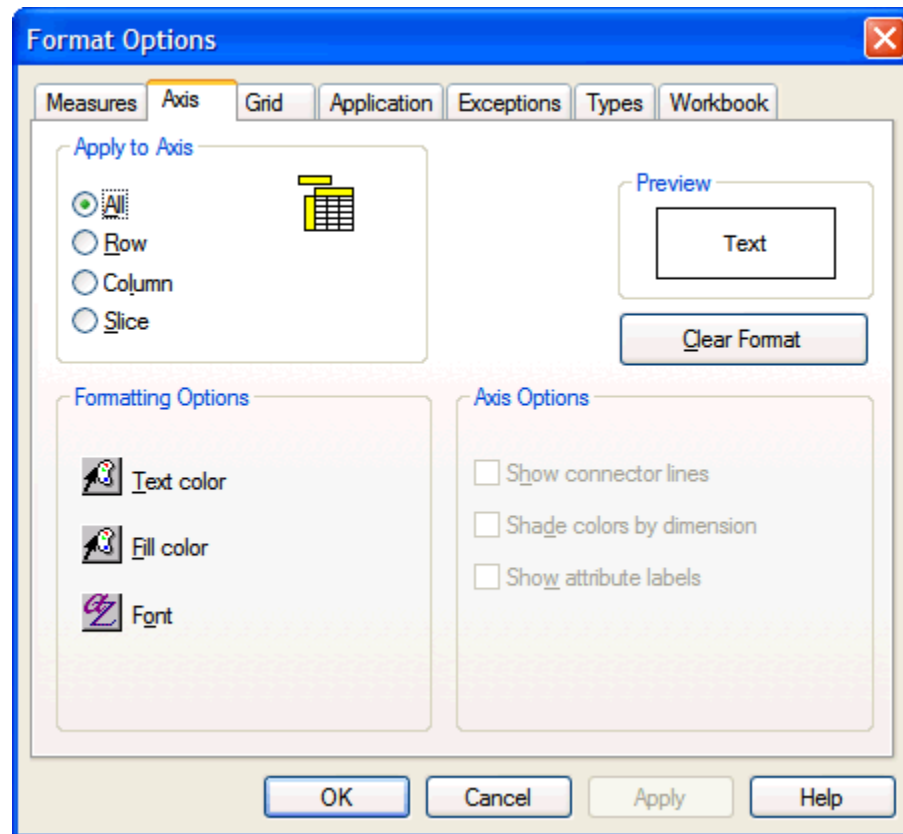 Format Options
Measures Axis Grid Application Exceptions Types Workbook
Apply to Axis
All
Row
Column
Slice
Preview
Text
Clear Format
Formatting Options
Text color
Fill color
Font
Axis Options
Show connector lines
Shade colors by dimension
Show attribute labels
OK Cancel Apply Help